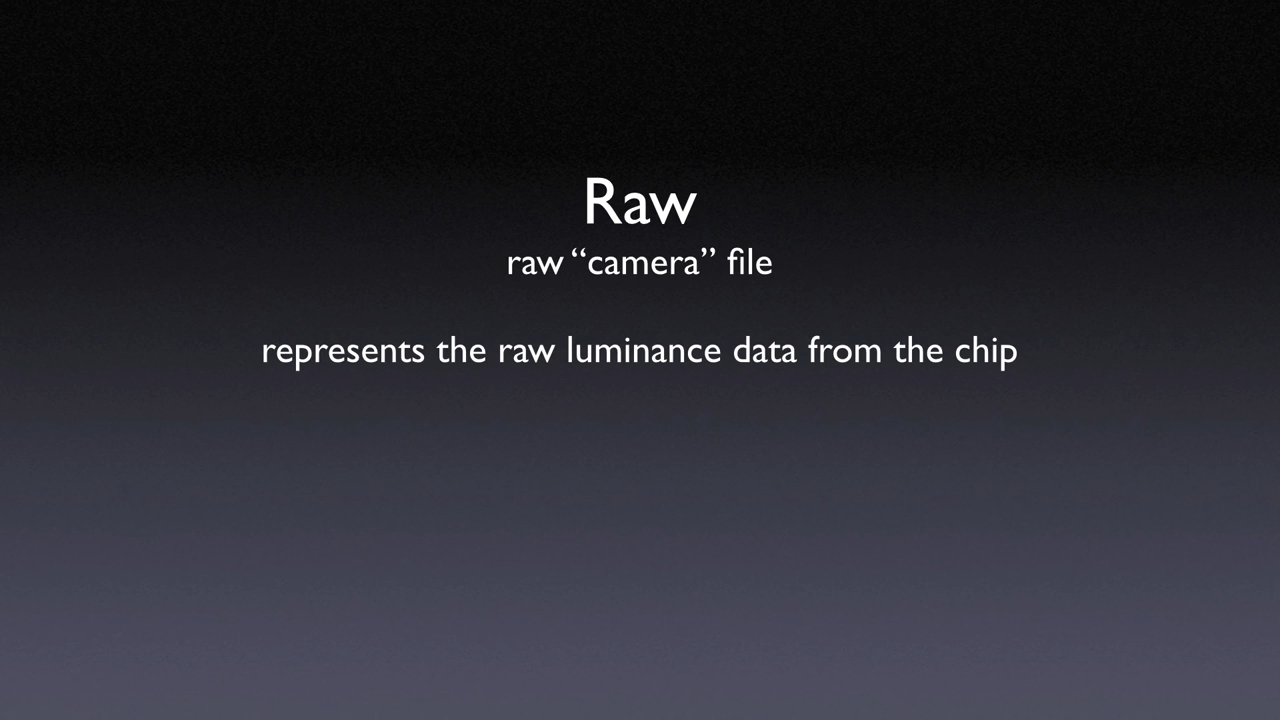 Raw
raw “camera” file
represents the raw luminance data from the chip